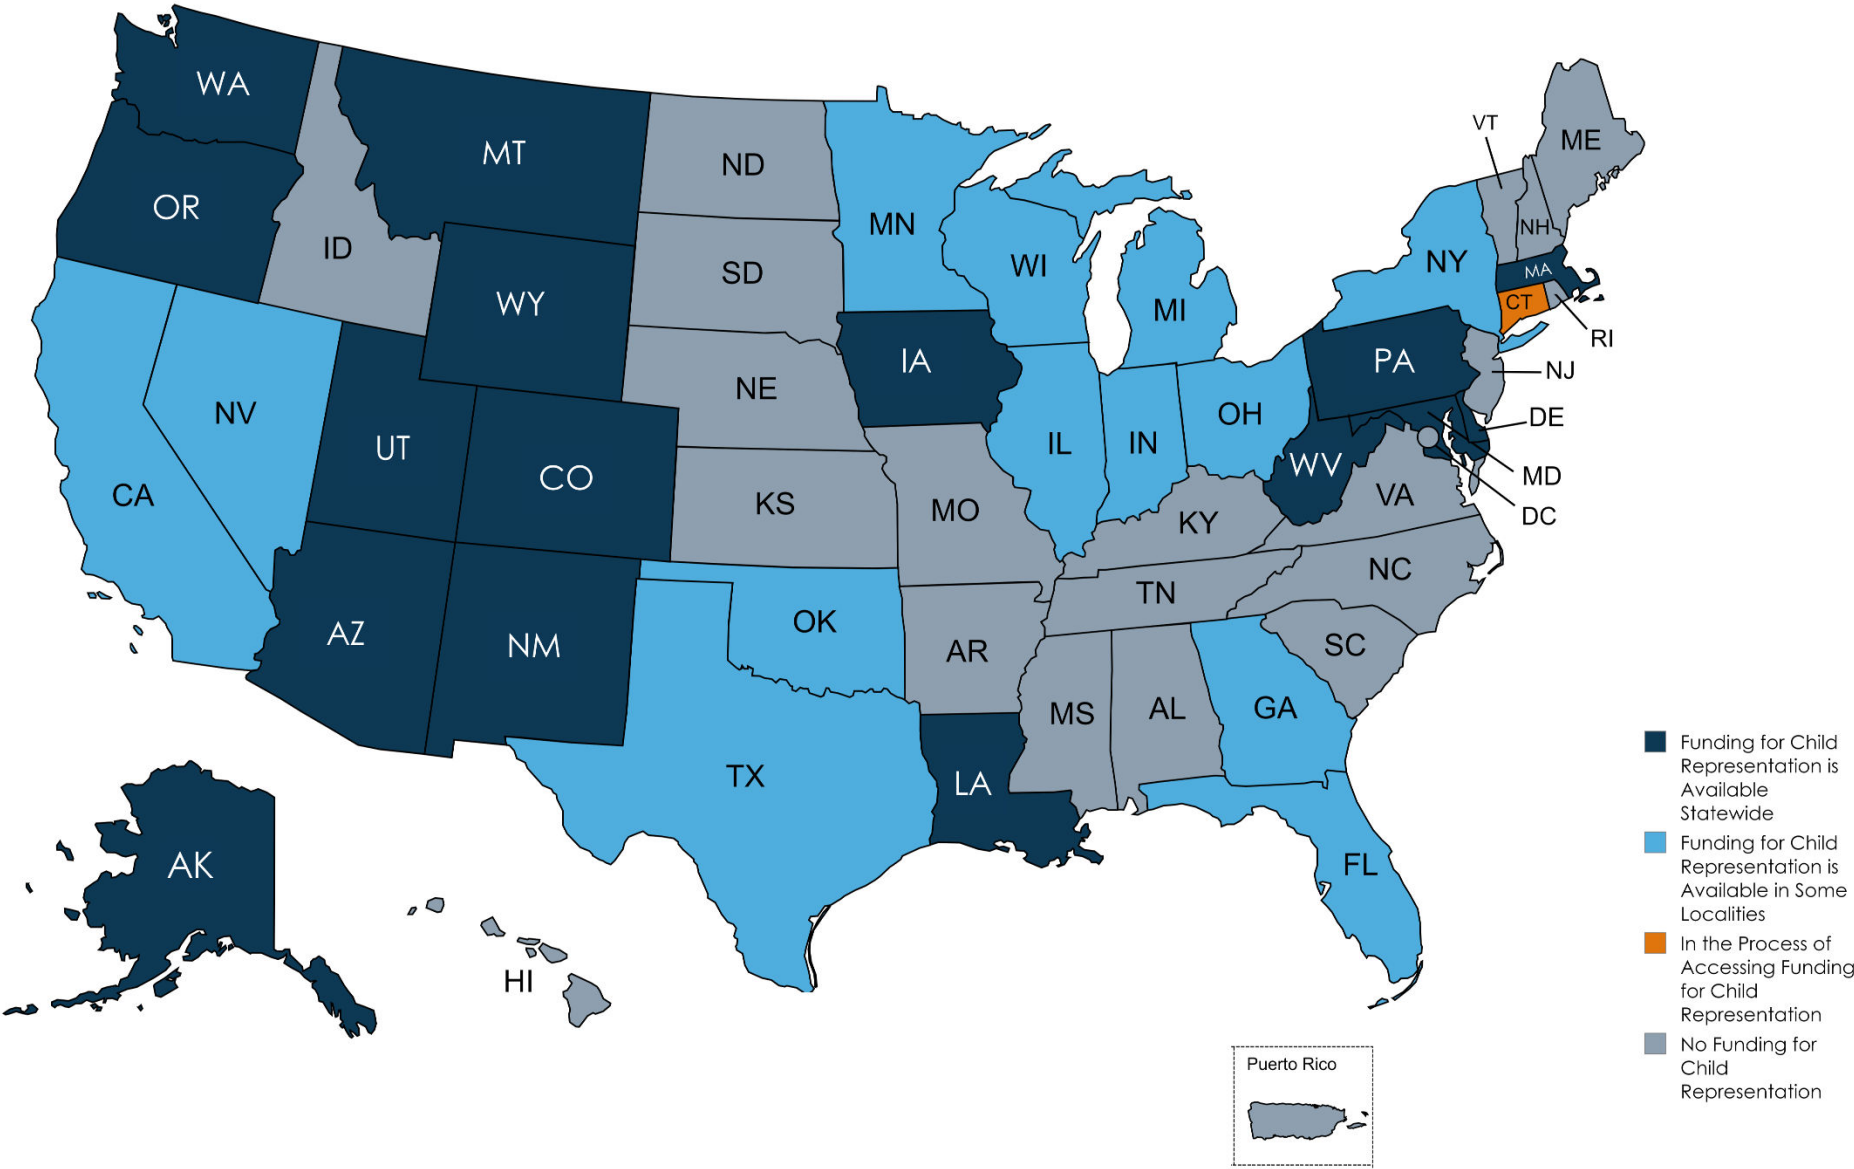 WA
MT
ND
MN
VT
ME
OR
ID
SD
WI
NH
NY
MA
MI
WY
CT
RI
IA
PA
NJ
NE
NV
OH
DE
UT
IL
IN
CO
WV
MD
CA
KS
MO
VA
KY
DC
NC
TN
OK
AZ
NM
AR
SC
MS
AL
GA
TX
LA
FL
AK
HI
Funding for Child
Representation is
Available
Statewide
Funding for Child
Representation is
Available in Some
Localities
In the Process of
Accessing Funding
for Child
Representation
No Funding for
Child
Representation
Puerto Rico